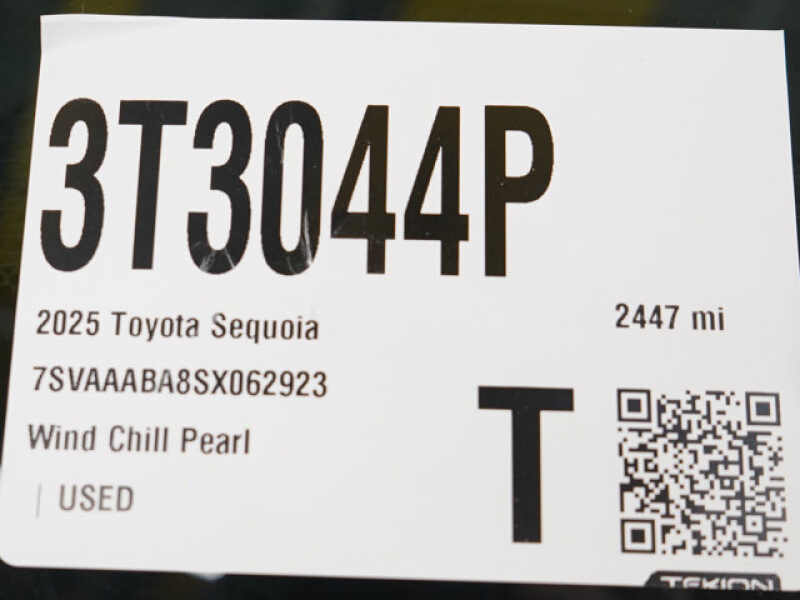 3T3044P
2025 Toyota Sequoia
2447 mi
7SVAAABA8SX062923
Wind Chill Pearl
T
| USED
TEKION